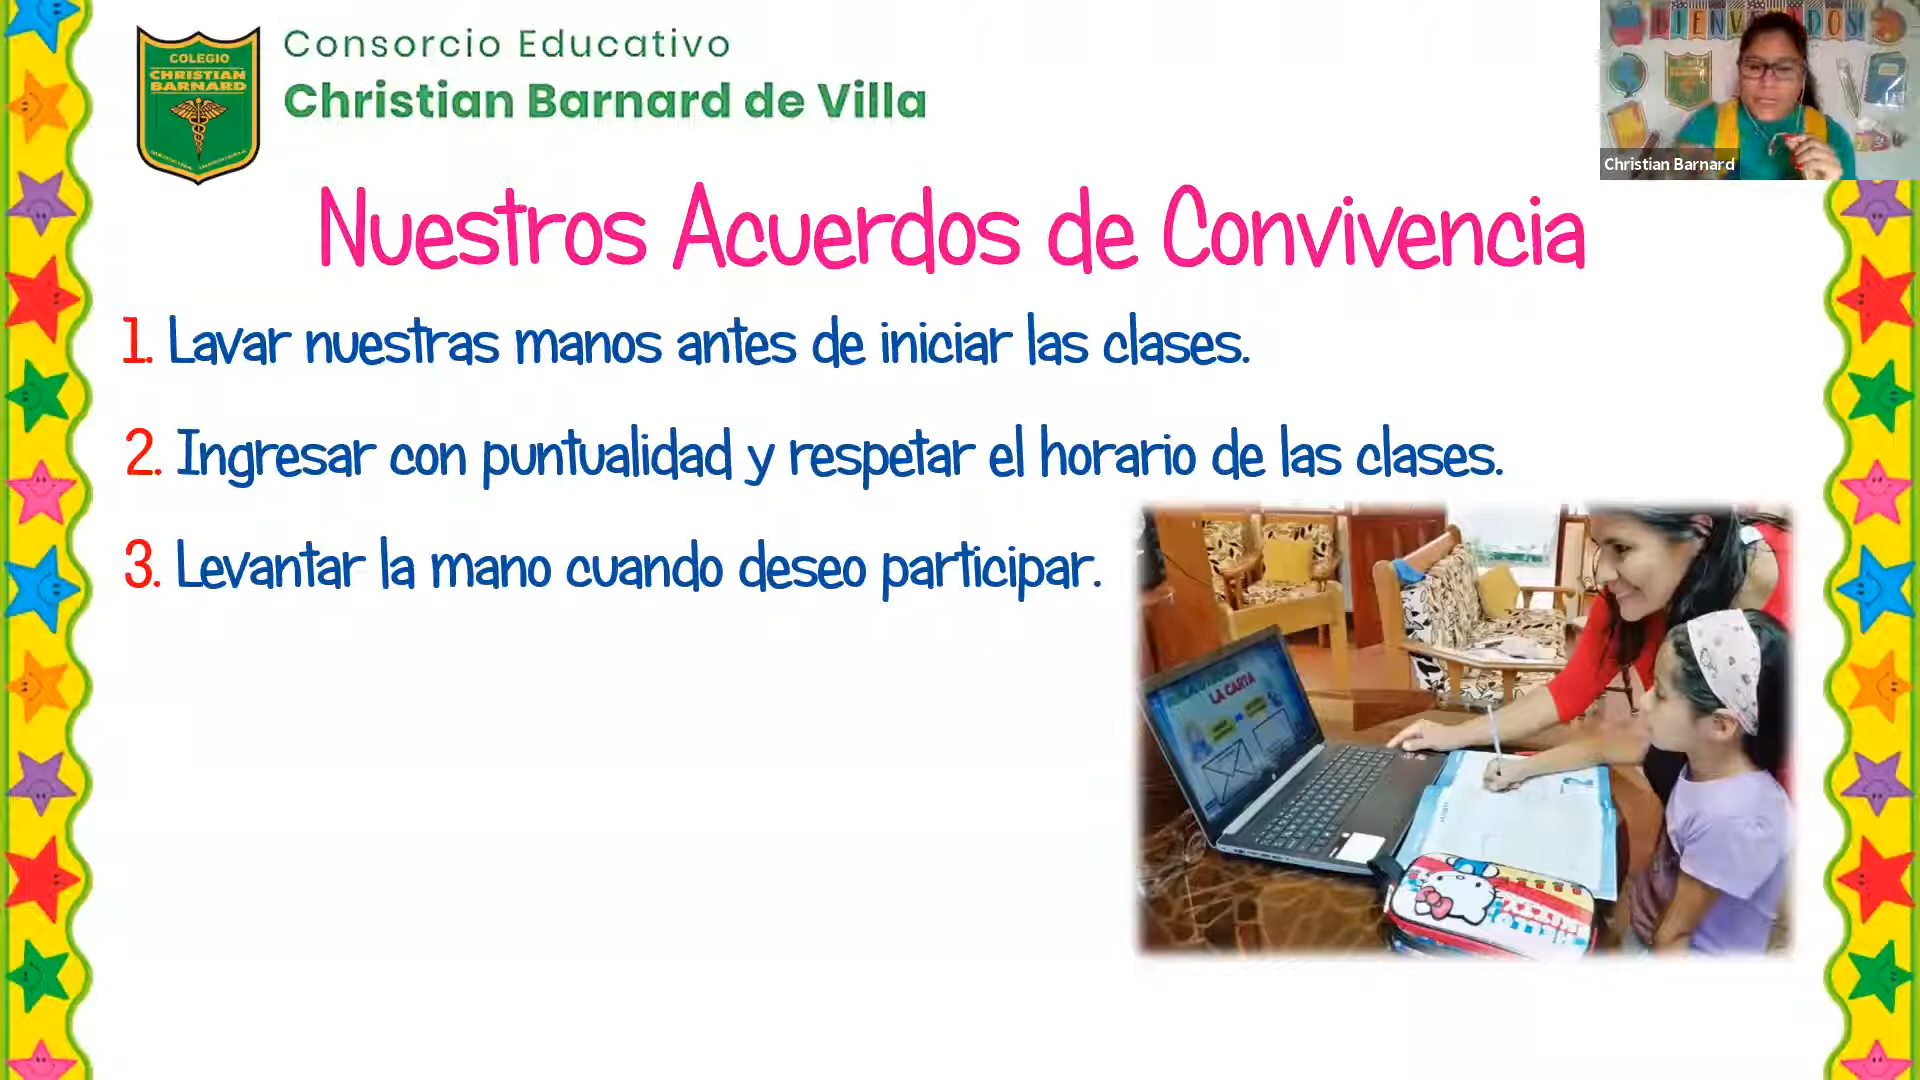 COLEGIO
CHRISTIAN
BARNARD
Consorcio Educativo
Christian Barnard de Villa
BIENVENIDOS
Christian Barnard
Nuestros Acuerdos de Convivencia
1. Lavar nuestras manos antes de iniciar las clases.
2. Ingresar con puntualidad y respetar el horario de las clases.
3. Levantar la mano cuando deseo participar.
LA CARTA